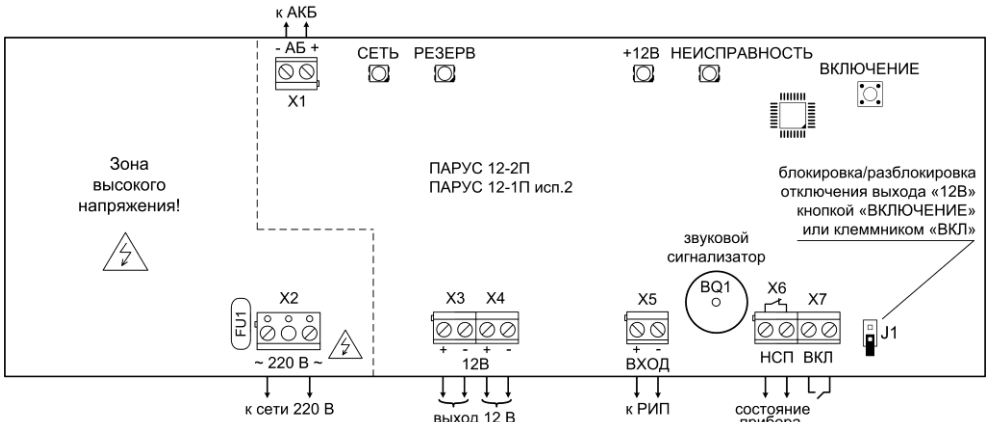 к АКБ
- АБ +
X1
СЕТЬ
РЕЗЕРВ
+12В
НЕИСПРАВНОСТЬ
ВКЛЮЧЕНИЕ
Зона
высокого
напряжения!
ПАРУС 12-2П
ПАРУС 12-1П исп.2
блокировка/разблокировка
отключения выхода «12В»
кнопкой «ВКЛЮЧЕНИЕ»
или клеммником «ВКЛ»
звуковой
сигнализатор
BQ1
FU1
X2
X3
X4
X5
X6
X7
J1
+ - + -
+ -
~ 220 В ~
12В
ВХОД
НСП
ВКЛ
к сети 220 В
выход 12 В
к РИП
состояние
прибора